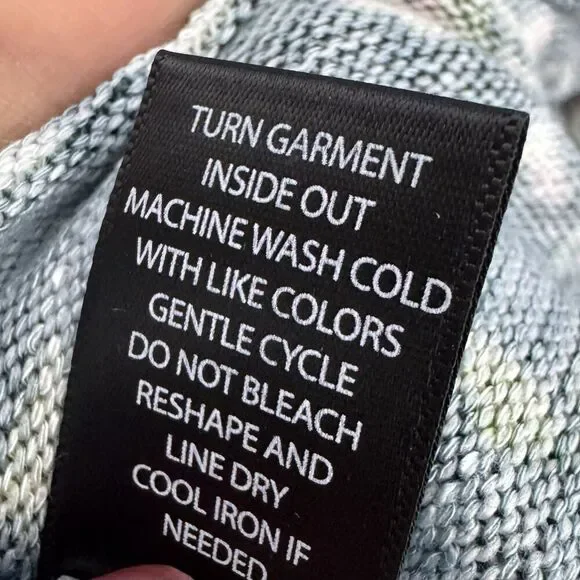 TURN GARMENT
INSIDE OUT
MACHINE WASH COLD
WITH LIKE COLORS
GENTLE CYCLE
DO NOT BLEACH
RESHAPE AND
LINE DRY
COOL IRON IF
NEEDED